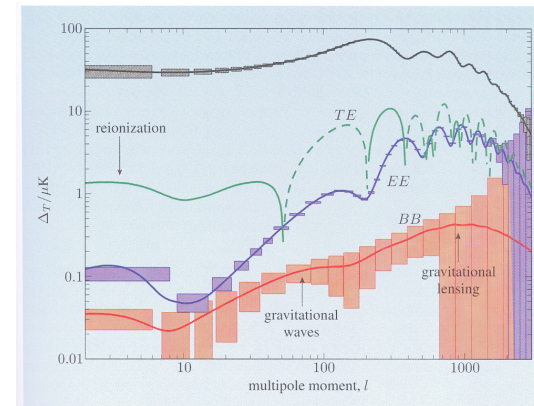 100
10
1
0.1
0.01
Δ_T/μK
reionization
TE
EE
BB
gravitational
lensing
gravitational
waves
10
100
1000
multipole moment, l